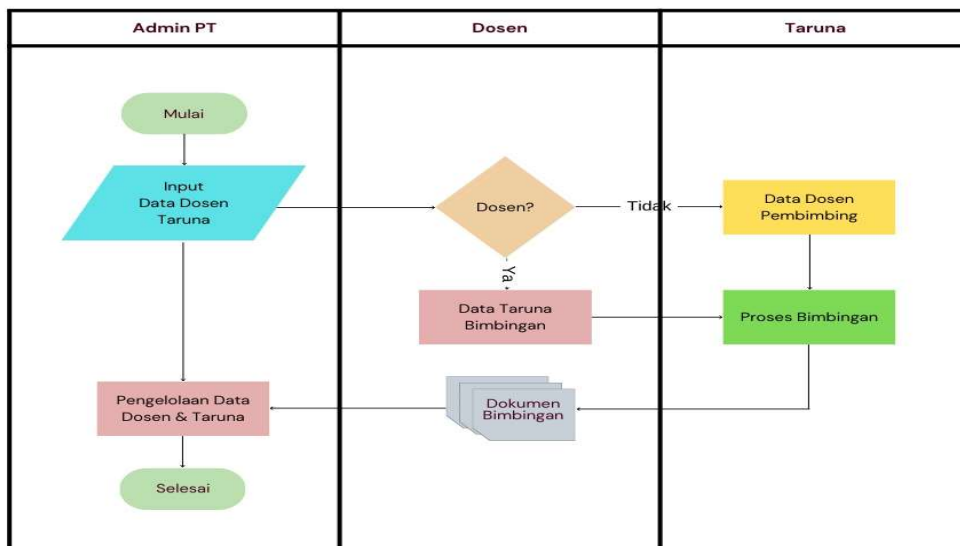 Admin PT
Dosen
Taruna
Mulai
Input
Data Dosen
Taruna
Dosen?
Tidak
Data Dosen
Pembimbing
Ya
Data Taruna
Bimbingan
Proses Bimbingan
Pengelolaan Data
Dosen & Taruna
Dokumen
Bimbingan
Selesai